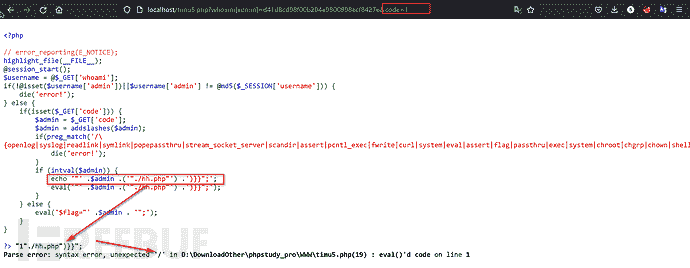 localhost/timu5.php?whoami[admin]=d41d8cd98f00b204e9800998ecf8427e&code=1
<?php
// error_reporting(E_NOTICE);
highlight_file(__FILE__);
@session_start();
$username = @$_GET['whoami'];
if(!@isset($username['admin'])||$username['admin'] != @md5($_SESSION['username'])) {
die('error!');
} else {
if(isset($_GET['code'])) {
$admin = $_GET['code'];
$admin = addslashes($admin);
if(preg_match('/\
{openlog|syslog|readlink|symlink|popepassthru|stream_socket_server|scandir|assert|pcntl_exec|fwrite|curl|system|eval|assert|flag|passthru|exec|system|chroot|chgrp|chown|shell
die('error!');
}
if (intval($admin)) {
echo '"' .$admin .('"./hh.php"') .')}}";';
eval('"' .$admin .('"./hh.php"') .')}}";');
}
} else {
eval('$flag="' .$admin . '";');
}
}
?> "1"./hh.php")}}";
Parse error: syntax error, unexpected '/' in D:\DownloadOther\phpstudy_pro\WWW\timu5.php(19) : eval()'d code on line 1
REEBUF